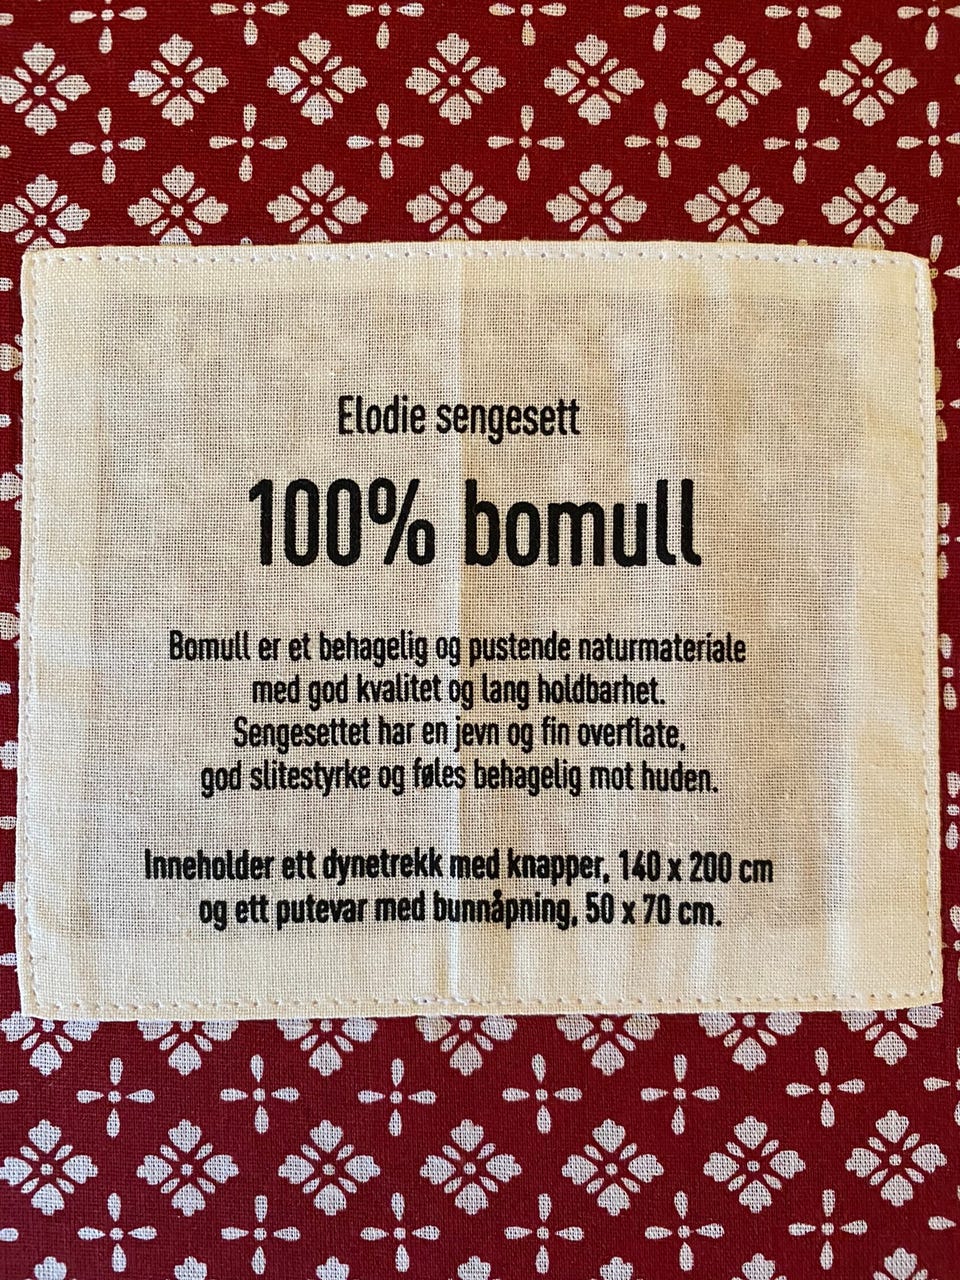 Elodie sengesett
100% bomull
Bomull er et behagelig og pustende naturmateriale
med god kvalitet og lang holdbarhet.
Sengesettet har en jevn og fin overflate,
god slitestyrke og føles behagelig mot huden.
Inneholder ett dynetrekk med knapper, 140 x 200 cm
og ett putevar med bunnåpning, 50 x 70 cm.